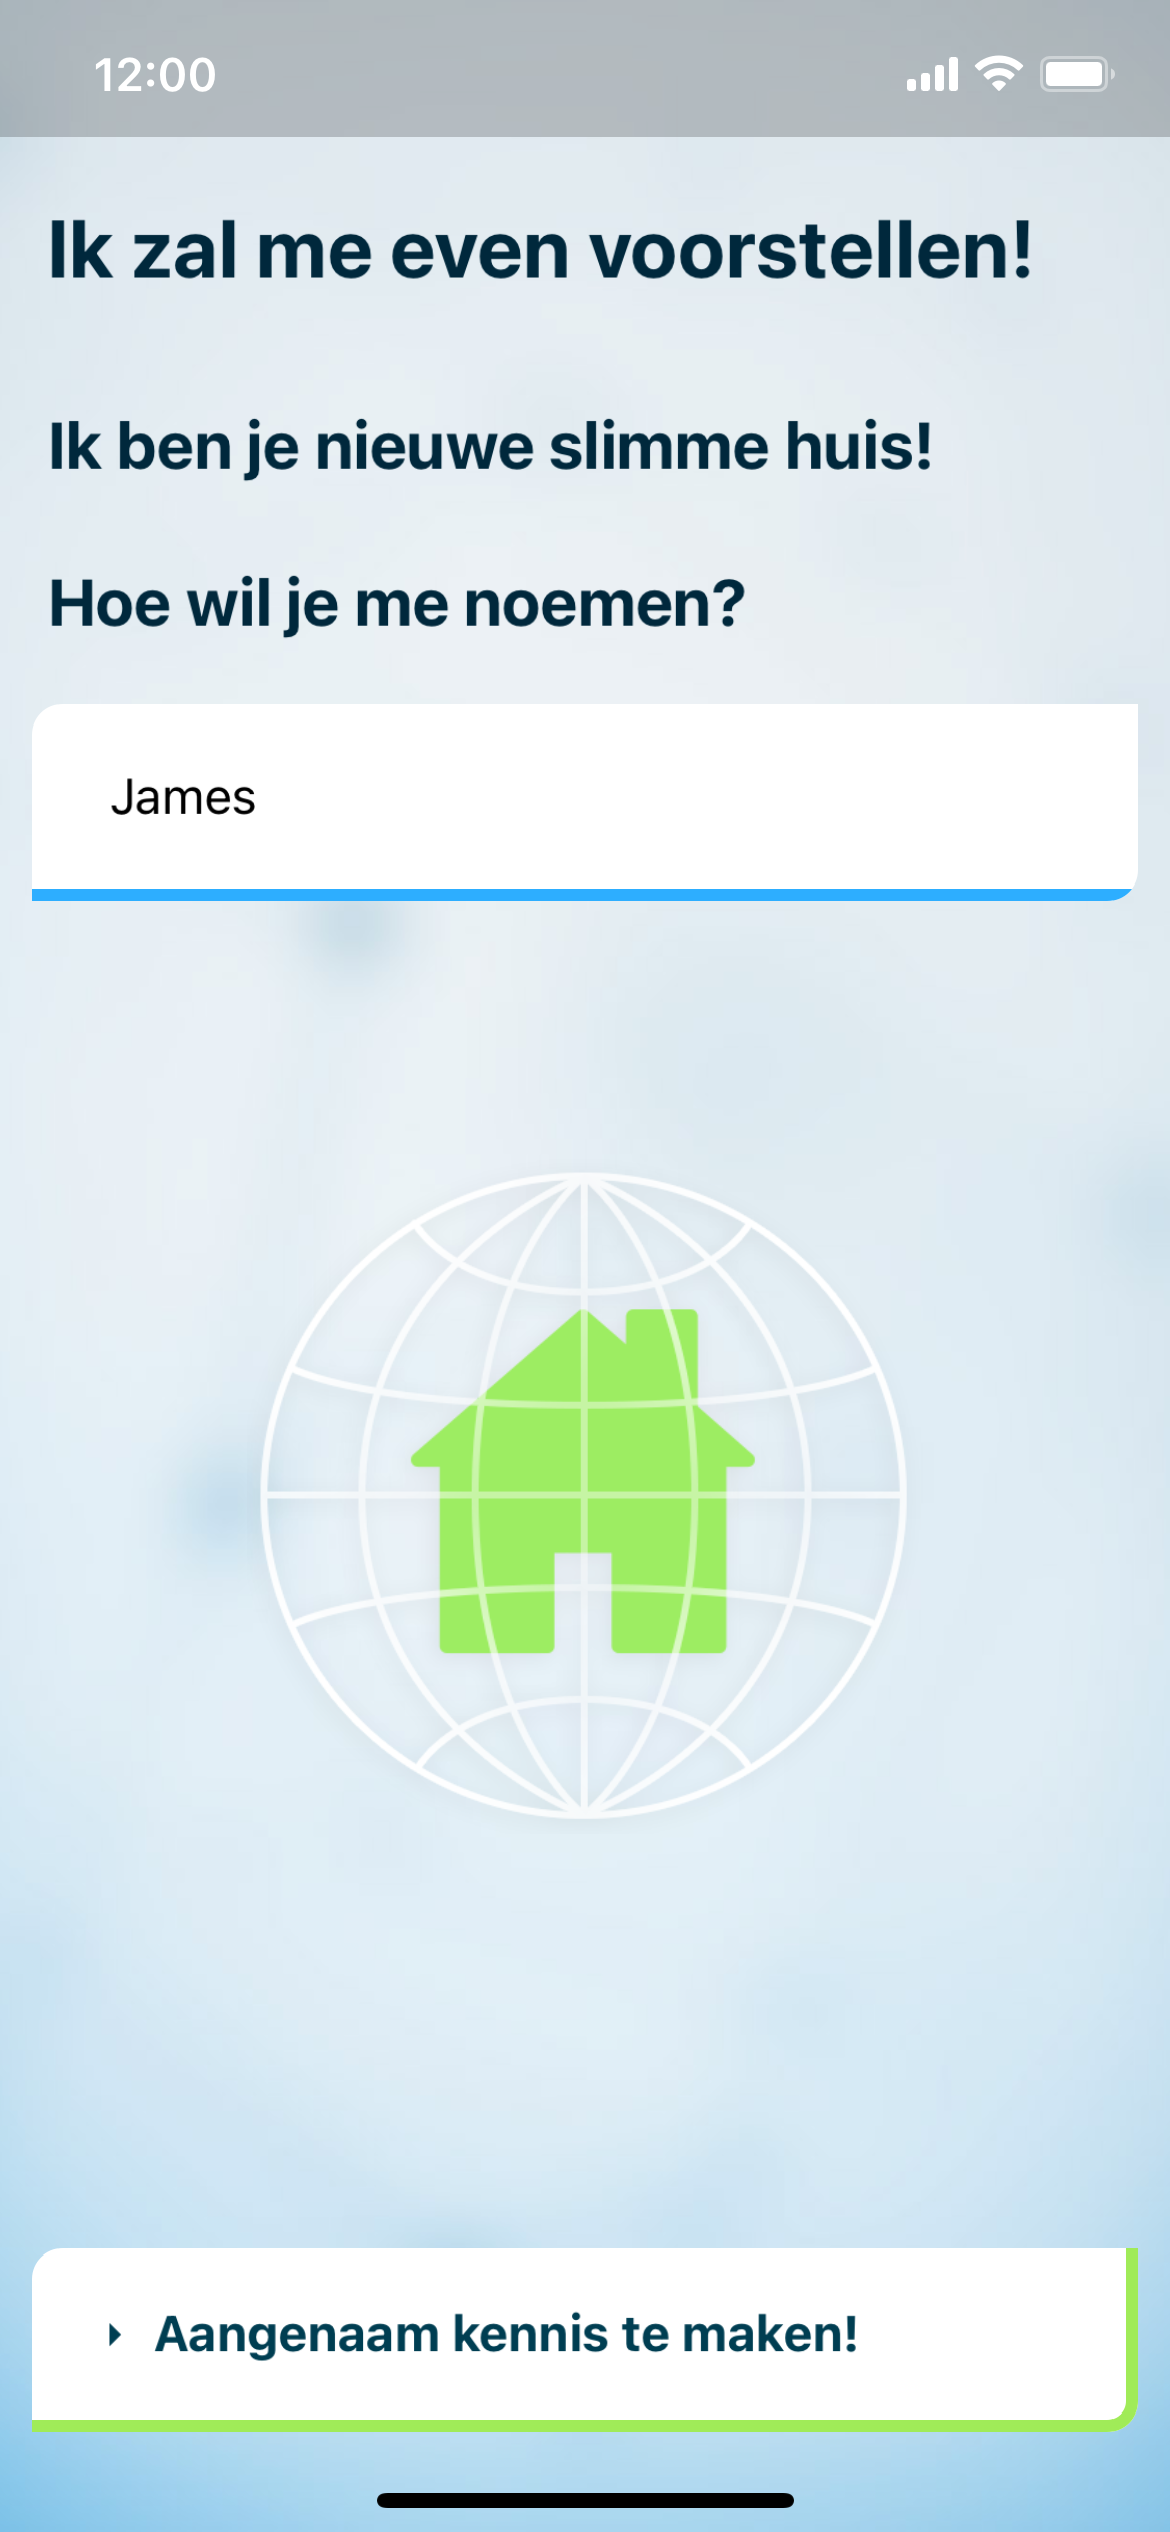 12:00
Ik zal me even voorstellen!
Ik ben je nieuwe slimme huis!
Hoe wil je me noemen?
James
Aangenaam kennis te maken!